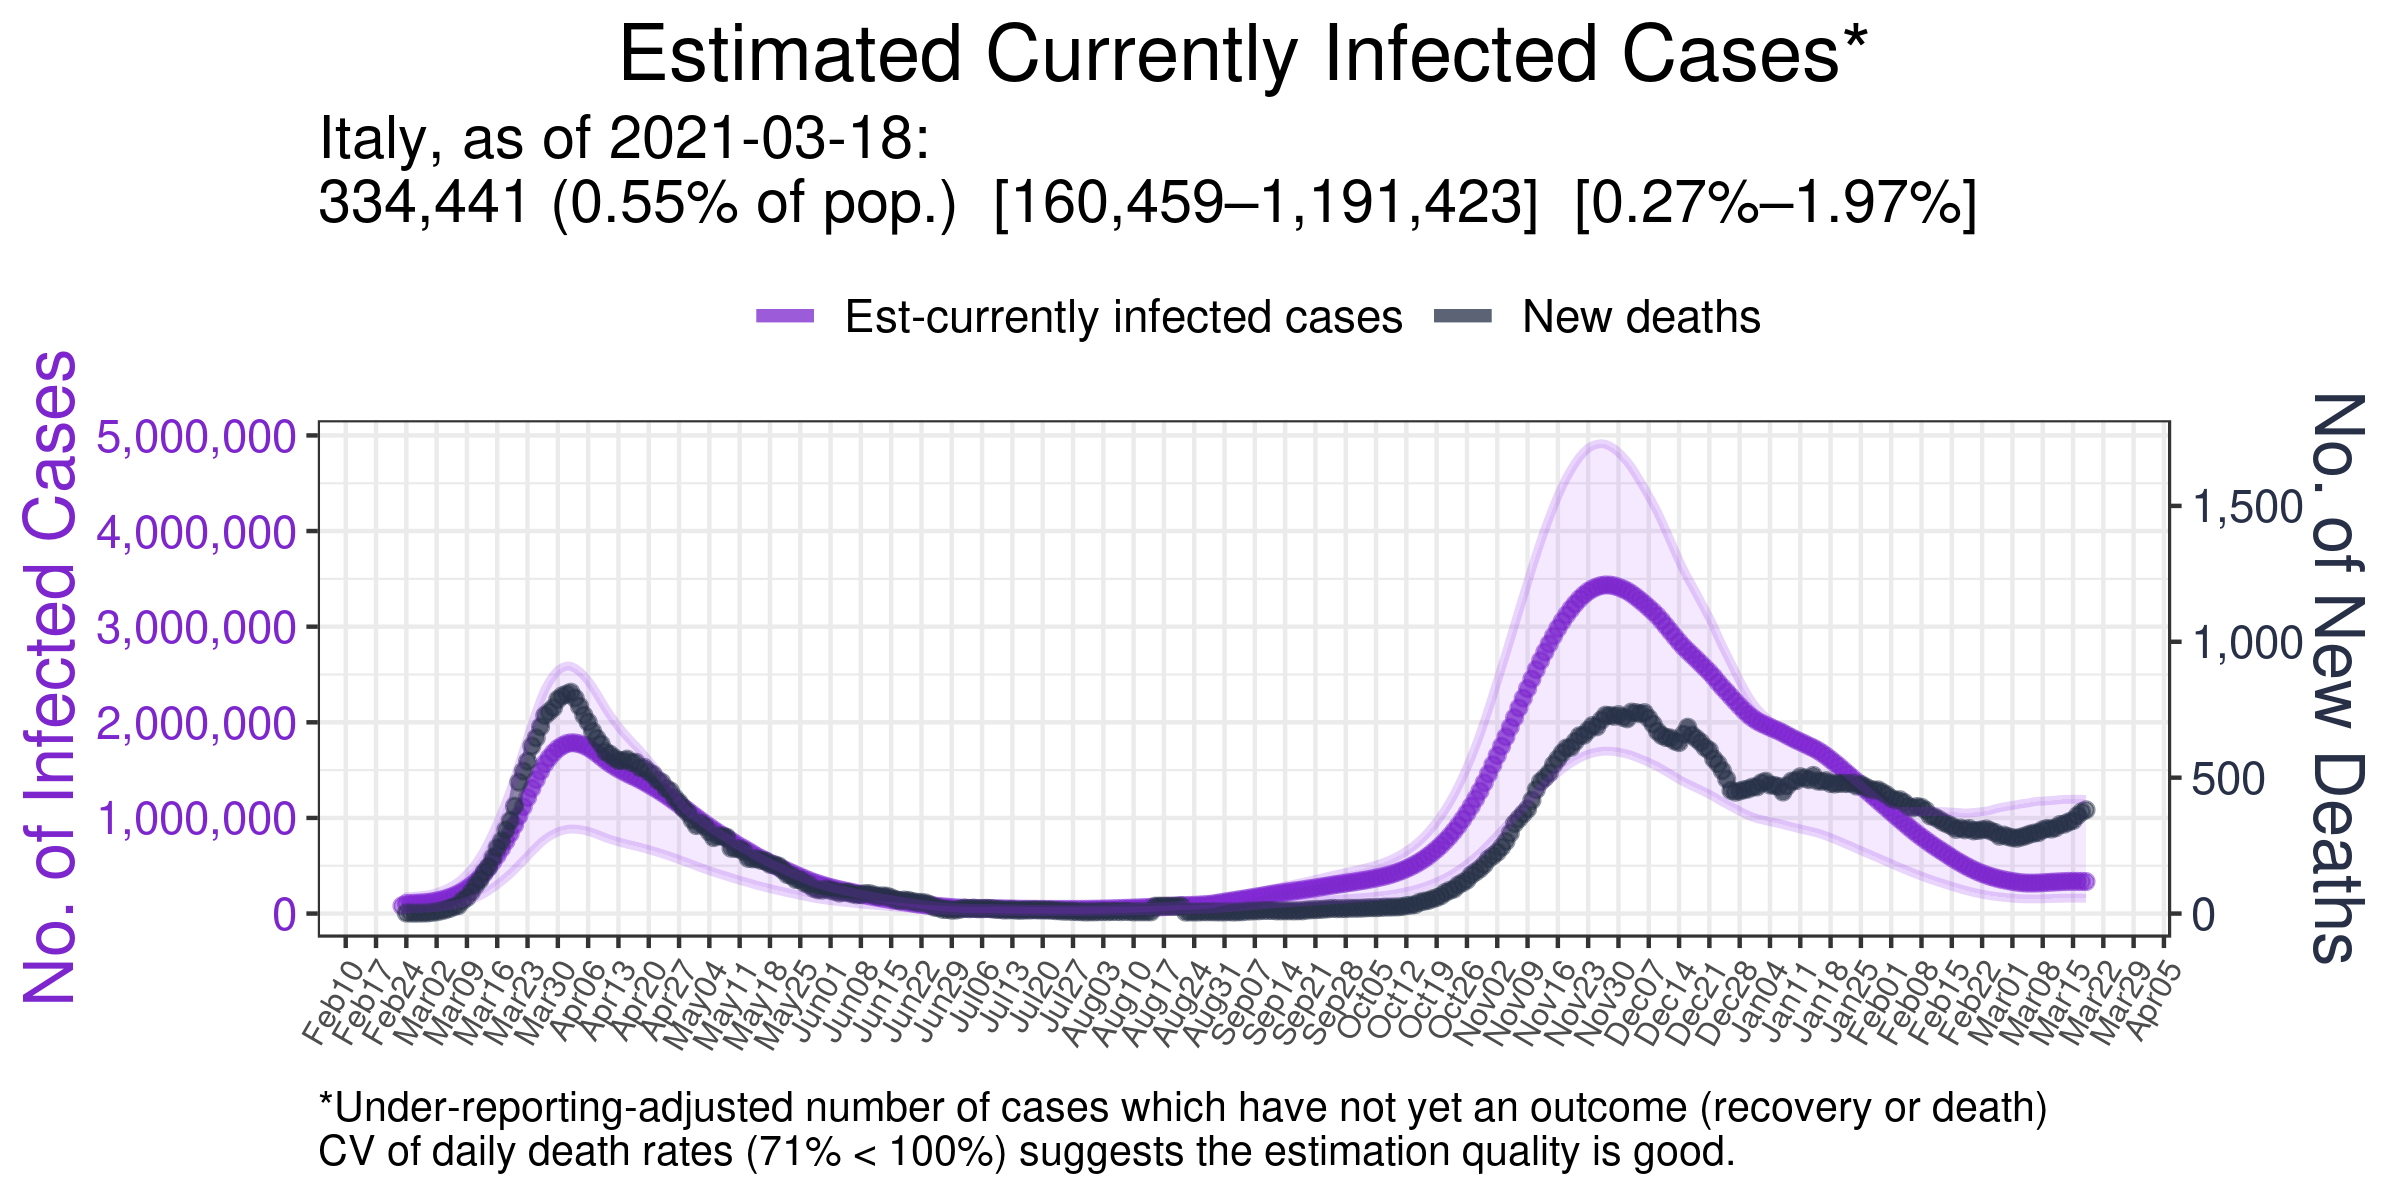 Estimated Currently Infected Cases*
Italy, as of 2021-03-18:
334,441 (0.55% of pop.) [160,459–1,191,423] [0.27%–1.97%]
Est-currently infected cases
New deaths
No. of Infected Cases
5,000,000
4,000,000
3,000,000
2,000,000
1,000,000
0
No. of New Deaths
1,500
1,000
500
0
Feb10
Feb17
Feb24
Mar02
Mar09
Mar16
Mar23
Mar30
Apr06
Apr13
Apr20
Apr27
May04
May11
May18
May25
Jun01
Jun08
Jun15
Jun22
Jun29
Jul06
Jul13
Jul20
Jul27
Aug03
Aug10
Aug17
Aug24
Aug31
Sep07
Sep14
Sep21
Sep28
Oct05
Oct12
Oct19
Oct26
Nov02
Nov09
Nov16
Nov23
Nov30
Dec07
Dec14
Dec21
Dec28
Jan04
Jan11
Jan18
Jan25
Feb01
Feb08
Feb15
Feb22
Mar01
Mar08
Mar15
Mar22
Mar29
Apr05
*Under-reporting-adjusted number of cases which have not yet an outcome (recovery or death)
CV of daily death rates (71% < 100%) suggests the estimation quality is good.